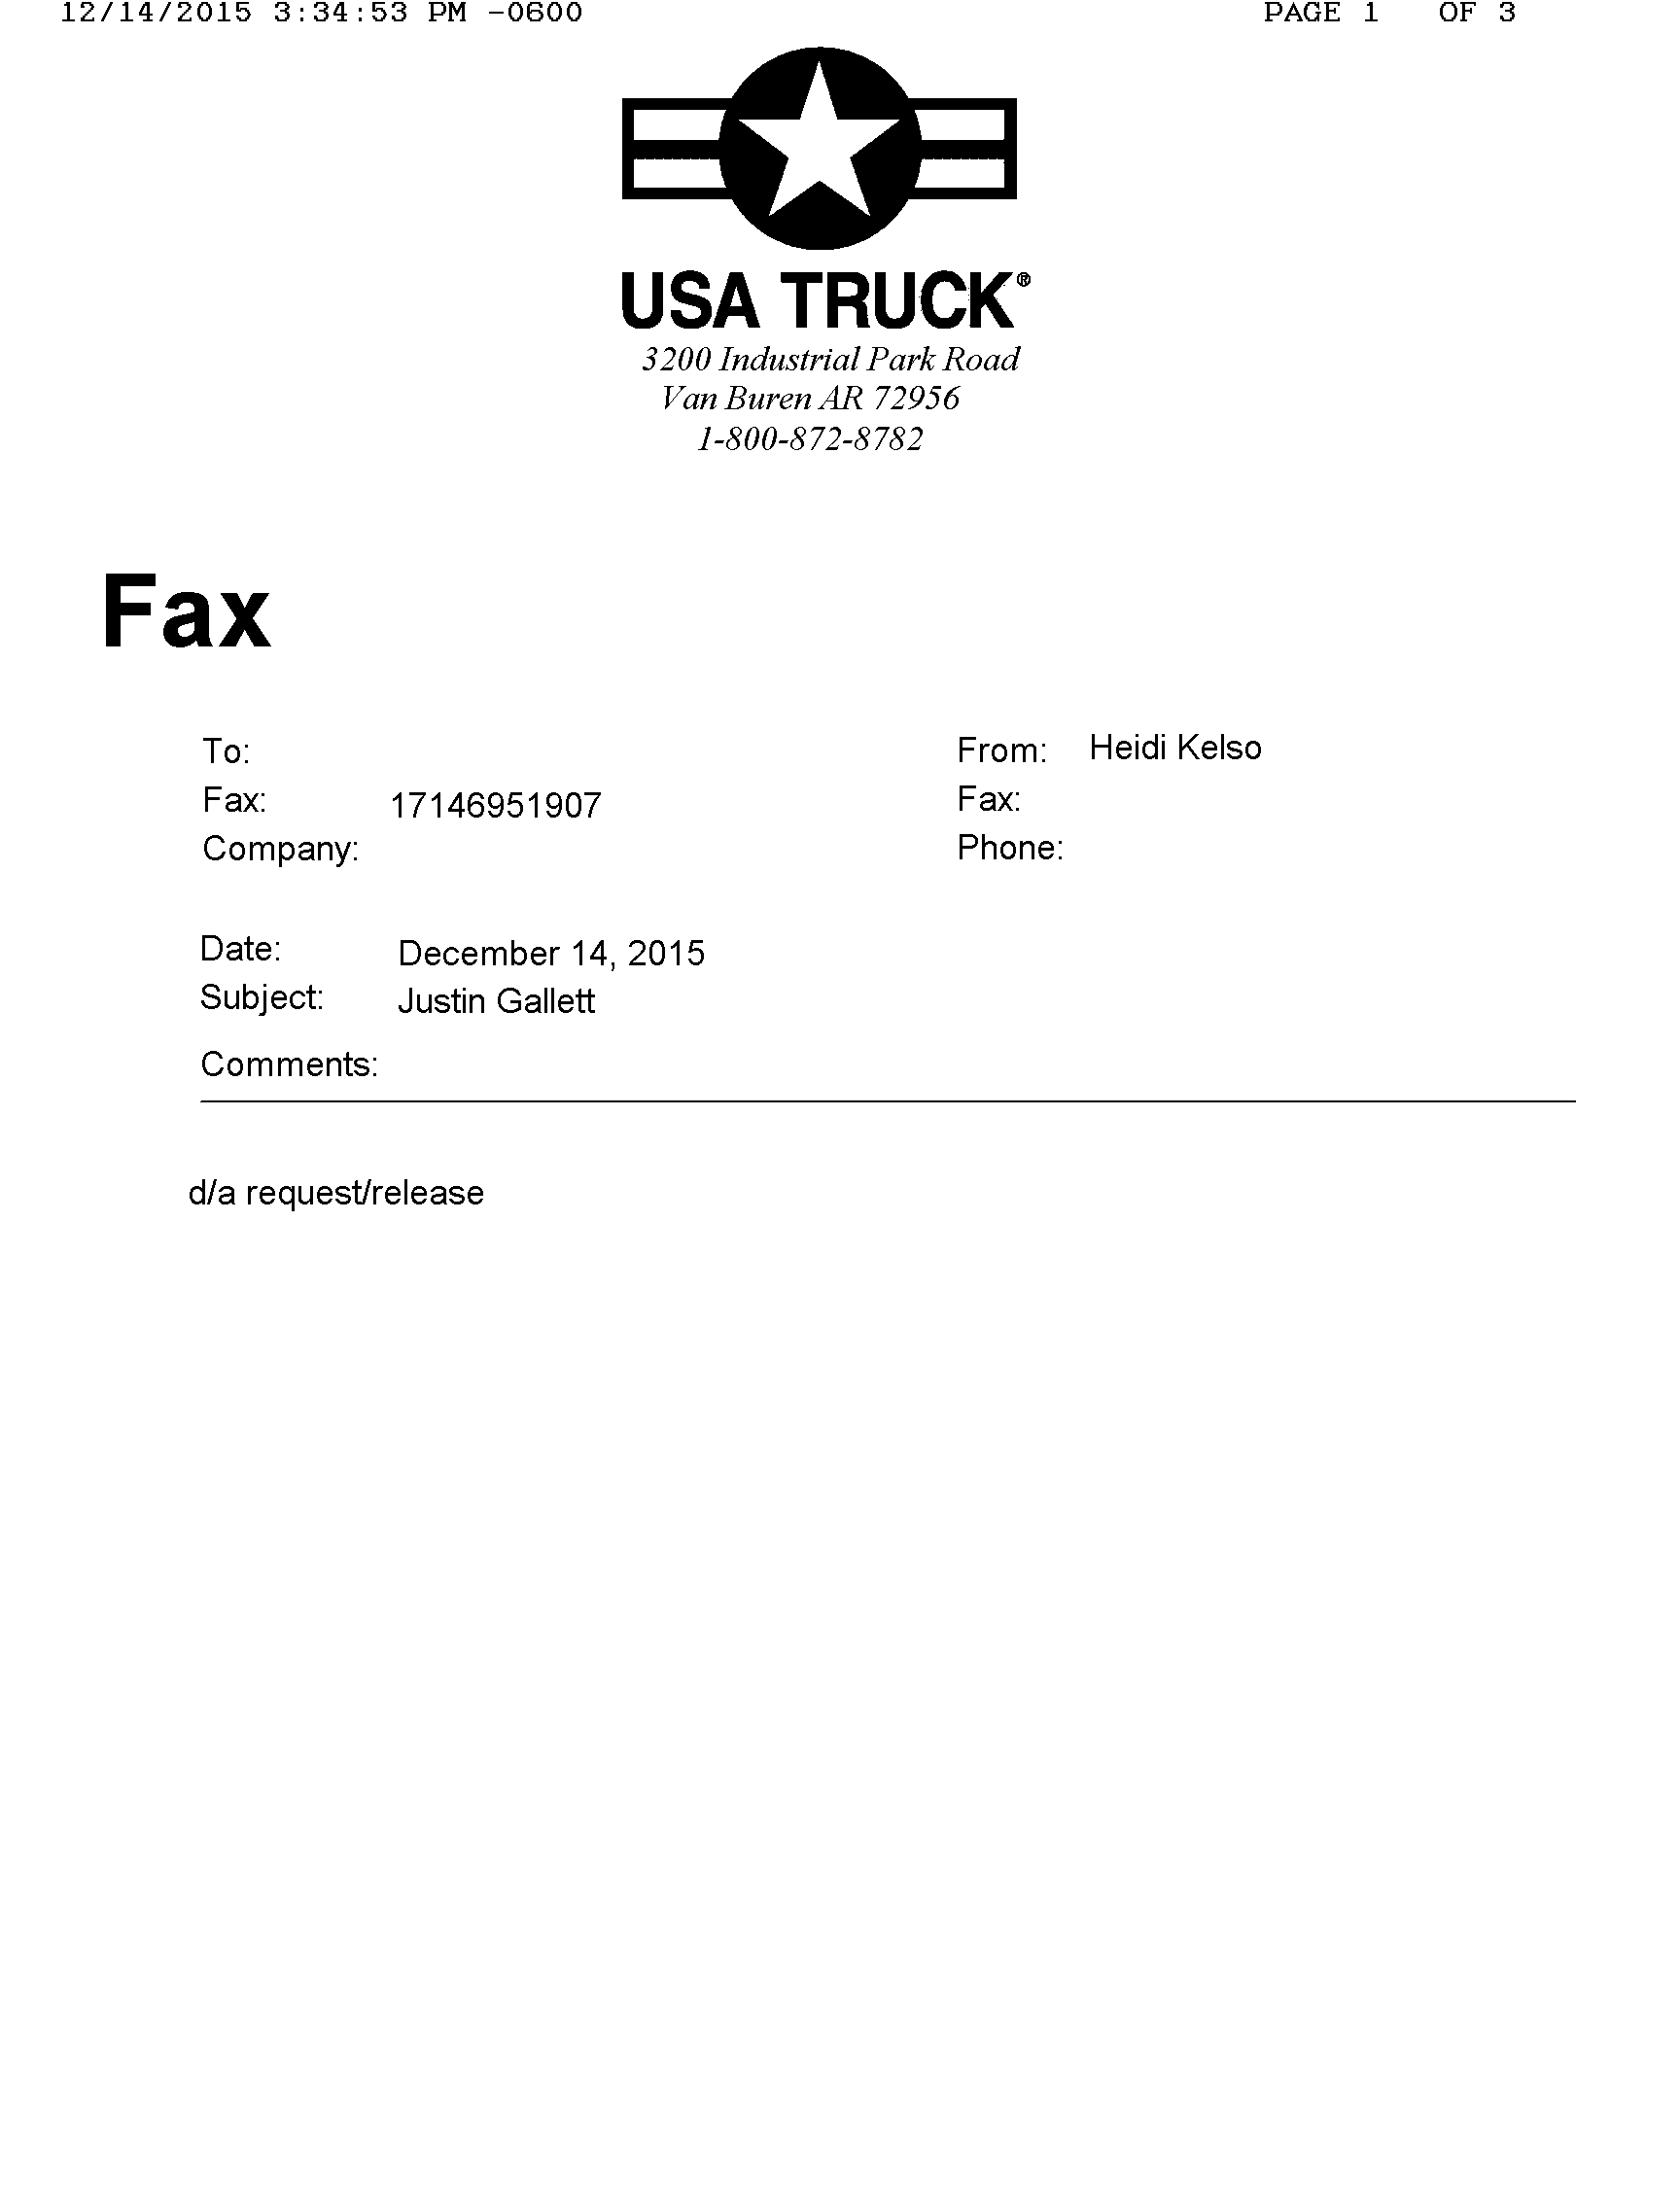 12/14/2015 3:34:53 PM -0600 PAGE 1 OF 3
USA TRUCK®
3200 Industrial Park Road
Van Buren AR 72956
1-800-872-8782
Fax
To: From: Heidi Kelso
Fax: 17146951907 Fax:
Company: Phone:
Date: December 14, 2015
Subject: Justin Gallett
Comments:
d/a request/release